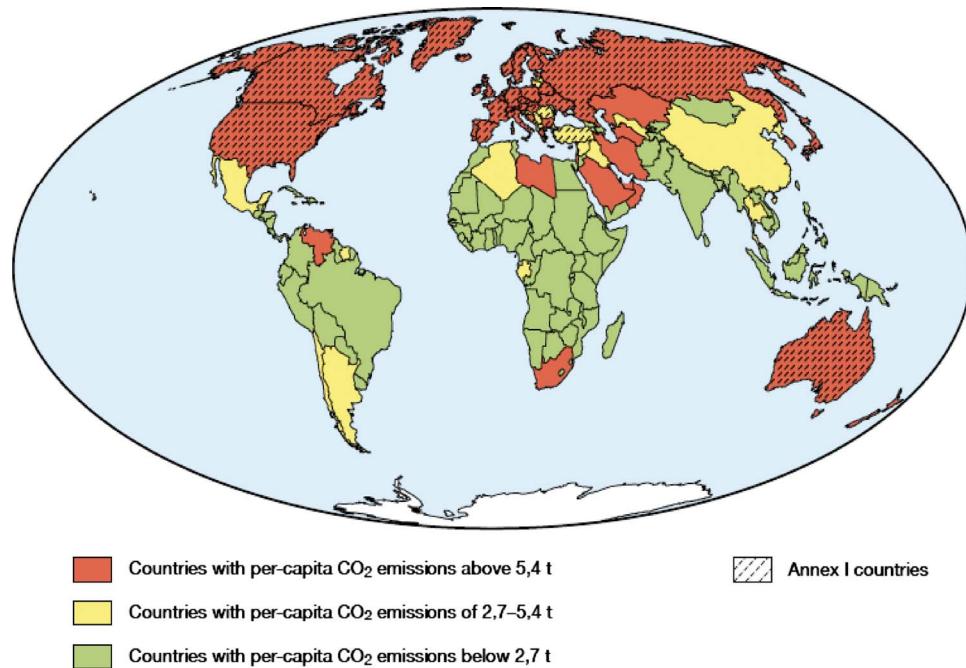 Countries with per-capita CO₂ emissions above 5,4 t
Annex I countries
Countries with per-capita CO₂ emissions of 2,7–5,4 t
Countries with per-capita CO₂ emissions below 2,7 t